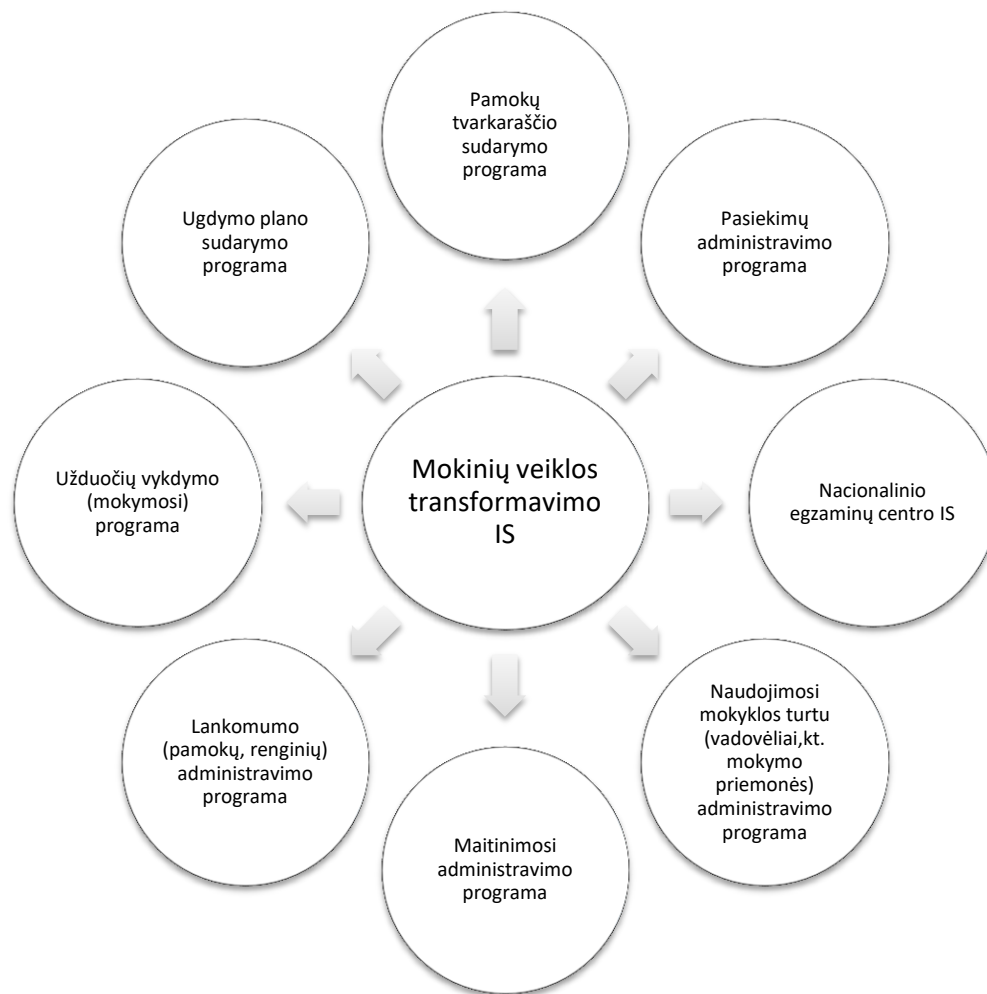 Pamokų
tvarkaraščio
sudarymo
programa
Ugdymo plano
sudarymo
programa
Pasiekimų
administravimo
programa
Mokinių veiklos
transformavimo
IS
Užduočių vykdymo
(mokymosi)
programa
Nacionalinio
egzaminų centro IS
Lankomumo
(pamokų, renginių)
administravimo
programa
Naudojimosi
mokyklos turtu
(vadovėliai,kt.
mokymo
priemonės)
administravimo
programa
Maitinimosi
administravimo
programa